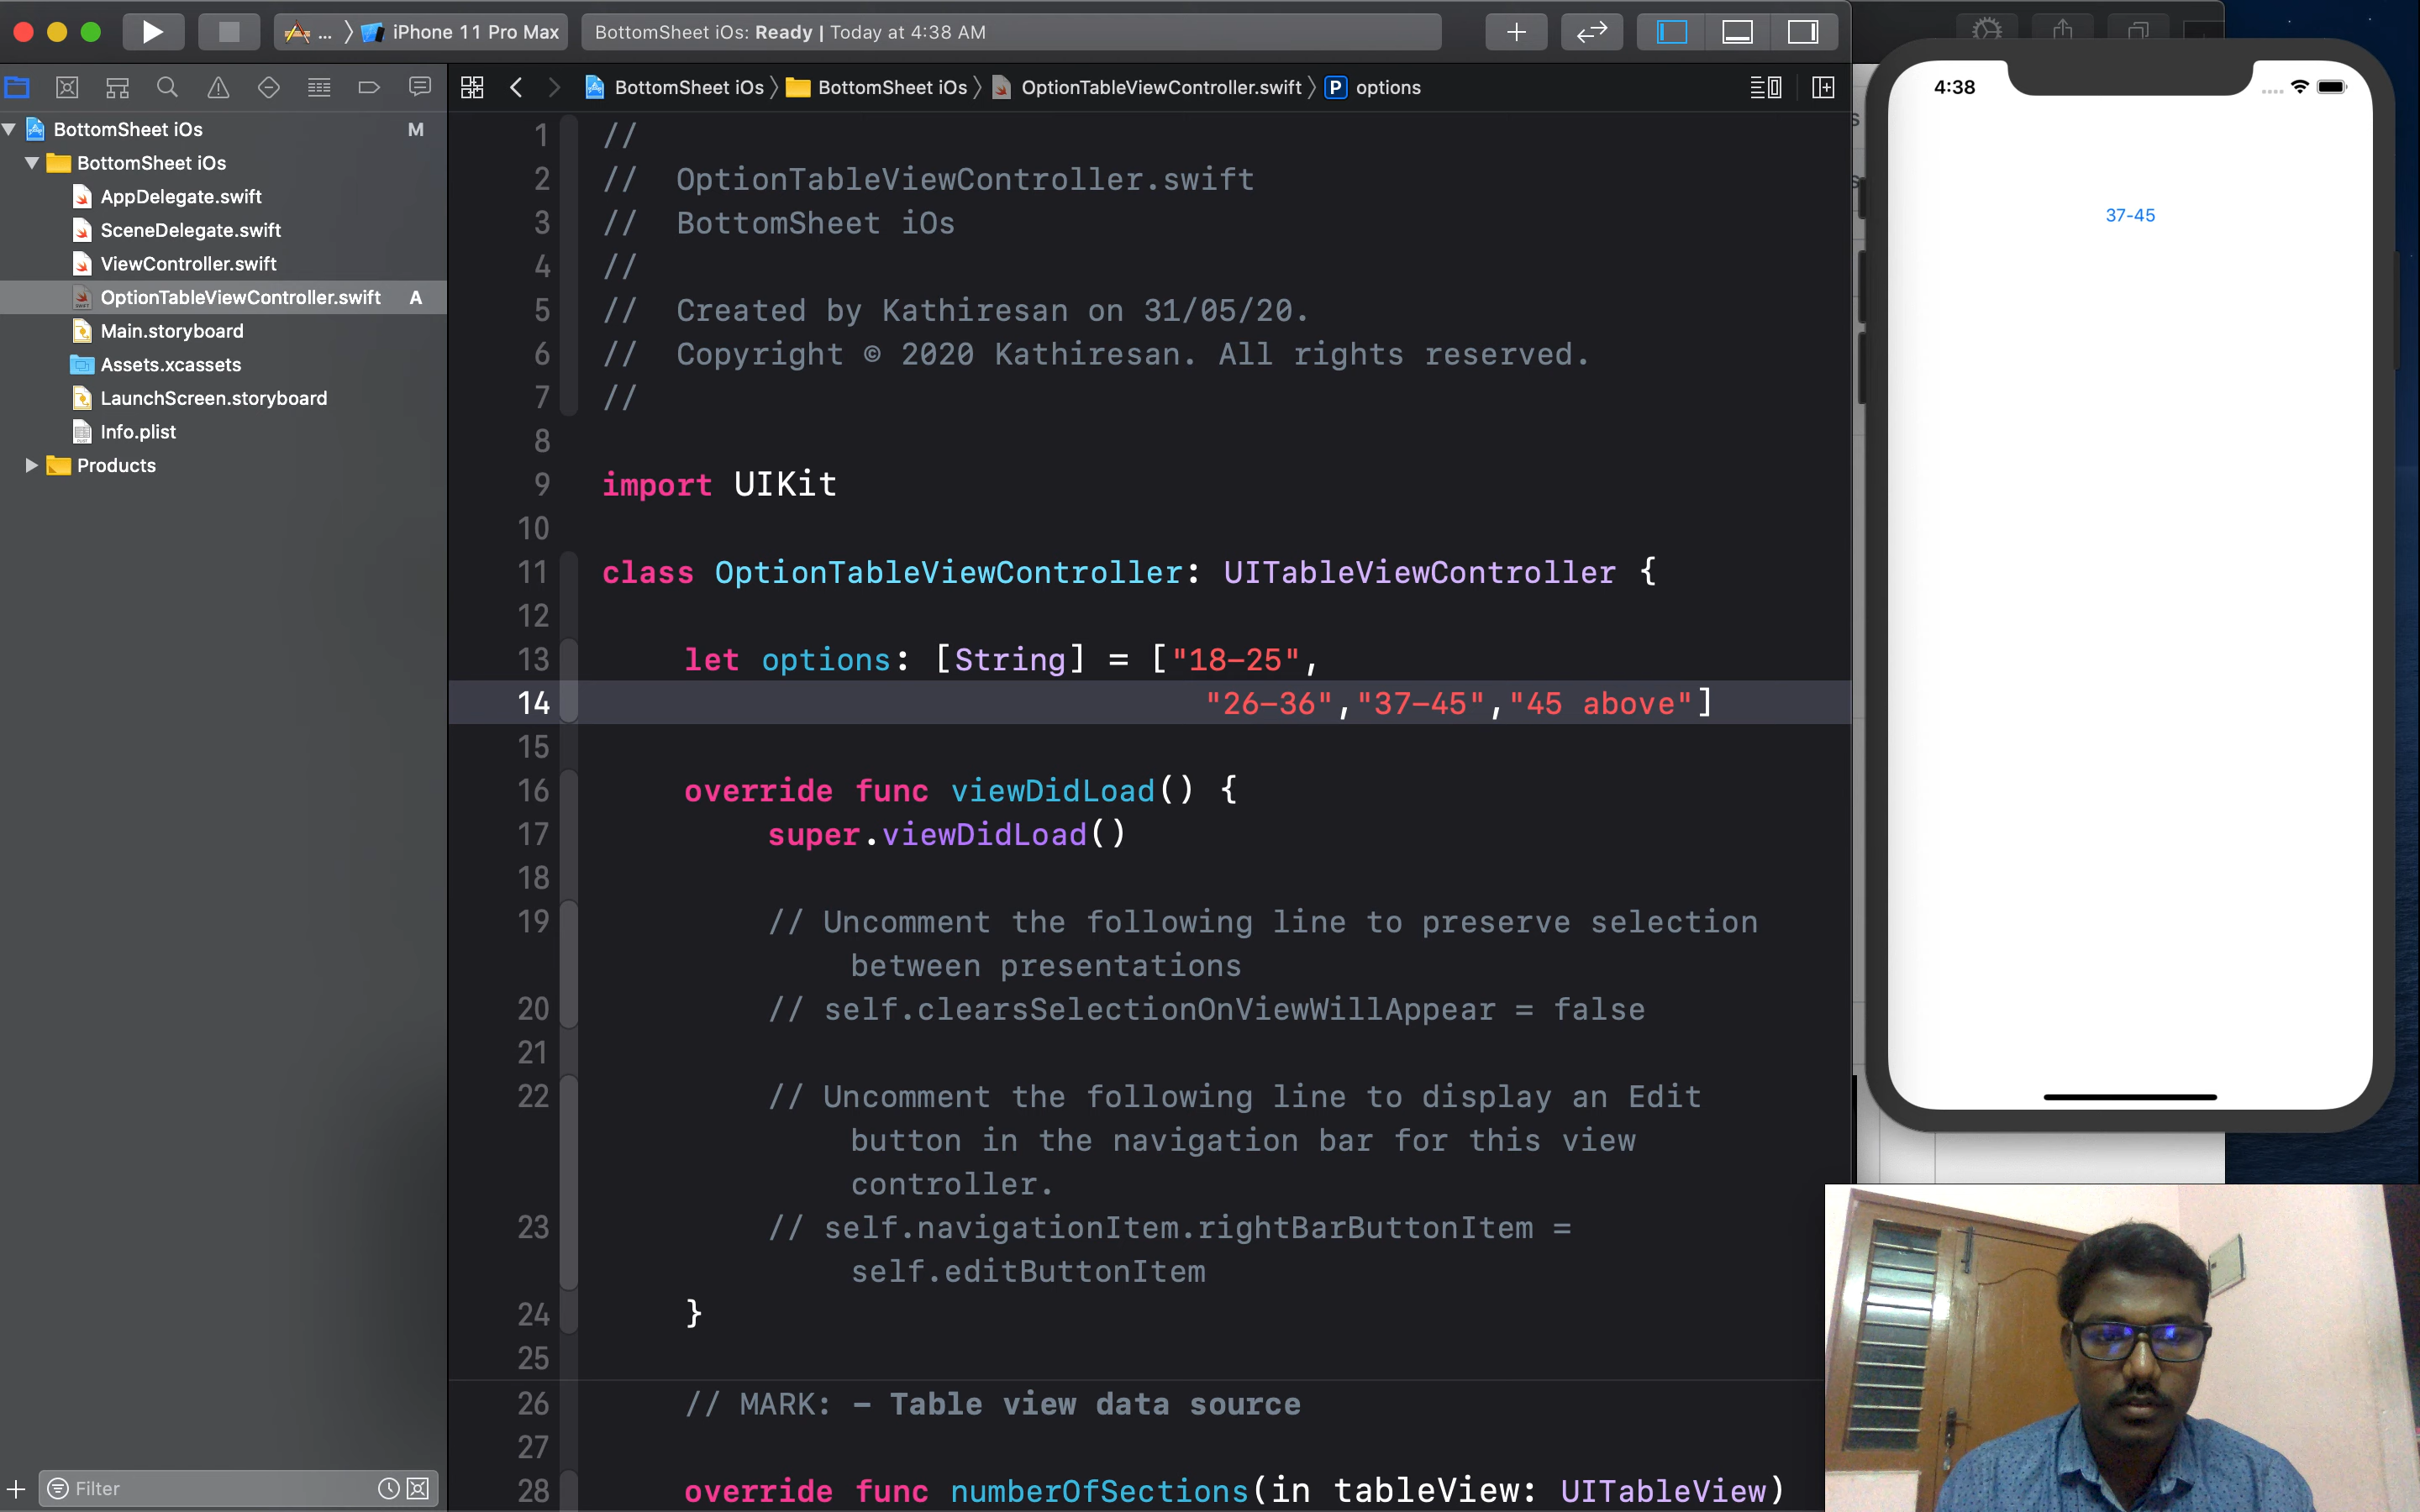 ... iPhone 11 Pro Max
BottomSheet iOs: Ready | Today at 4:38 AM
BottomSheet iOs
BottomSheet iOs
OptionTableViewController.swift
P options
BottomSheet iOs M
BottomSheet iOs
AppDelegate.swift
SceneDelegate.swift
ViewController.swift
OptionTableViewController.swift A
Main.storyboard
Assets.xcassets
LaunchScreen.storyboard
Info.plist
Products
Filter
1 //
2 //  OptionTableViewController.swift
3 //  BottomSheet iOs
4 //
5 //  Created by Kathiresan on 31/05/20.
6 //  Copyright © 2020 Kathiresan. All rights reserved.
7 //
8
9 import UIKit
10
11 class OptionTableViewController: UITableViewController {
12
13 let options: [String] = ["18-25",
14 "26-36","37-45","45 above"]
15
16 override func viewDidLoad() {
17 super.viewDidLoad()
18
19 // Uncomment the following line to preserve selection
between presentations
20 // self.clearsSelectionOnViewWillAppear = false
21
22 // Uncomment the following line to display an Edit
button in the navigation bar for this view
controller.
23 // self.navigationItem.rightBarButtonItem =
self.editButtonItem
24 }
25
26 // MARK: - Table view data source
27
28 override func numberOfSections(in tableView: UITableView)
4:38
37-45